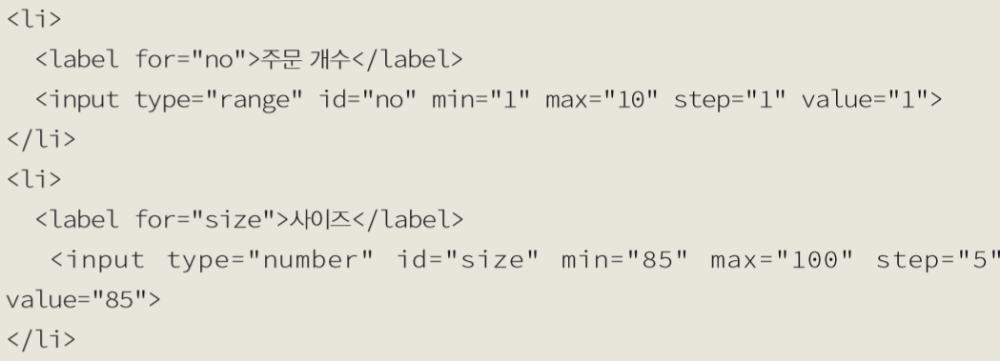 <li>
<label for="no">주문 개수</label>
<input type="range" id="no" min="1" max="10" step="1" value="1">
</li>
<li>
<label for="size">사이즈</label>
<input type="number" id="size" min="85" max="100" step="5"
value="85">
</li>